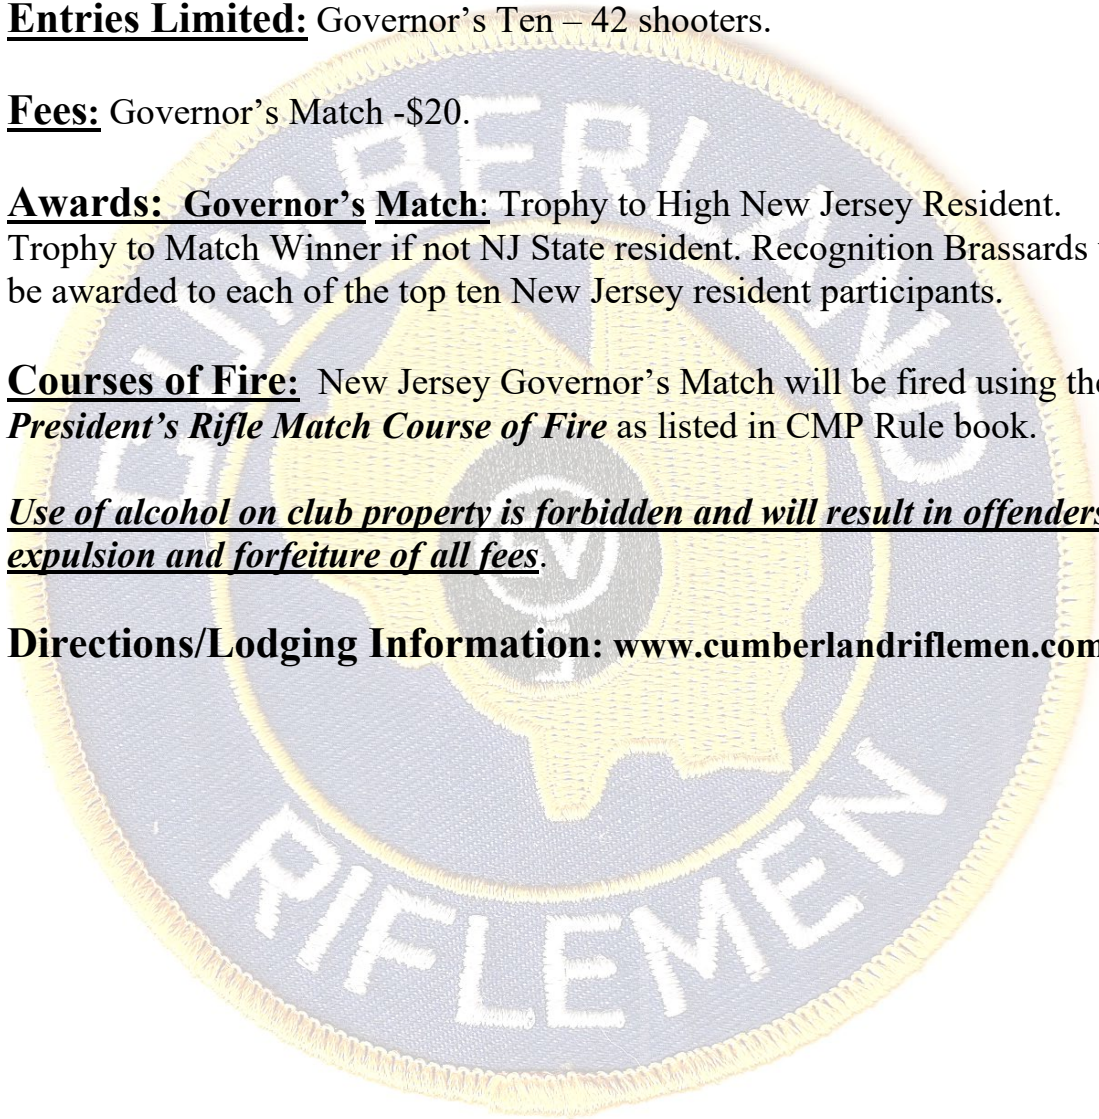 Entries Limited: Governor’s Ten – 42 shooters.
Fees: Governor’s Match -$20.
Awards: Governor’s Match: Trophy to High New Jersey Resident.
Trophy to Match Winner if not NJ State resident. Recognition Brassards
be awarded to each of the top ten New Jersey resident participants.
Courses of Fire: New Jersey Governor’s Match will be fired using the
President’s Rifle Match Course of Fire as listed in CMP Rule book.
Use of alcohol on club property is forbidden and will result in offenders
expulsion and forfeiture of all fees.
Directions/Lodging Information: www.cumberlandriflemen.com
CUMBERLAND
RIFLEMEN